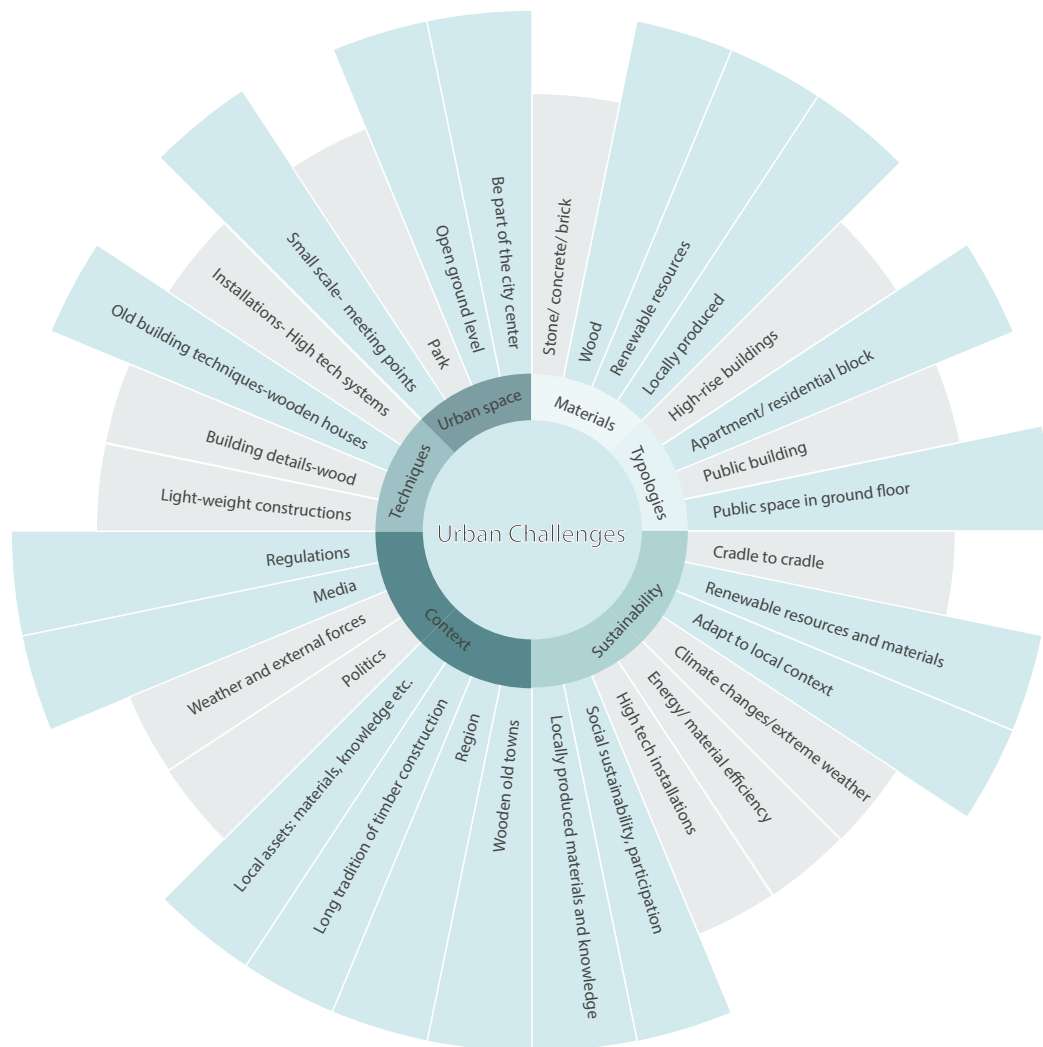 Urban Challenges
Materials
Stone/ concrete/ brick
Wood
Renewable resources
Locally produced
Typologies
High-rise buildings
Apartment/ residential block
Public building
Public space in ground floor
Sustainability
Cradle to cradle
Renewable resources and materials
Adapt to local context
Climate changes/extreme weather
Energy/ material efficiency
High tech installations
Social sustainability, participation
Locally produced materials and knowledge
Context
Wooden old towns
Region
Long tradition of timber construction
Local assets: materials, knowledge etc.
Politics
Weather and external forces
Media
Regulations
Techniques
Light-weight constructions
Building details-wood
Old building techniques-wooden houses
Installations- High tech systems
Urban space
Small scale- meeting points
Park
Open ground level
Be part of the city center